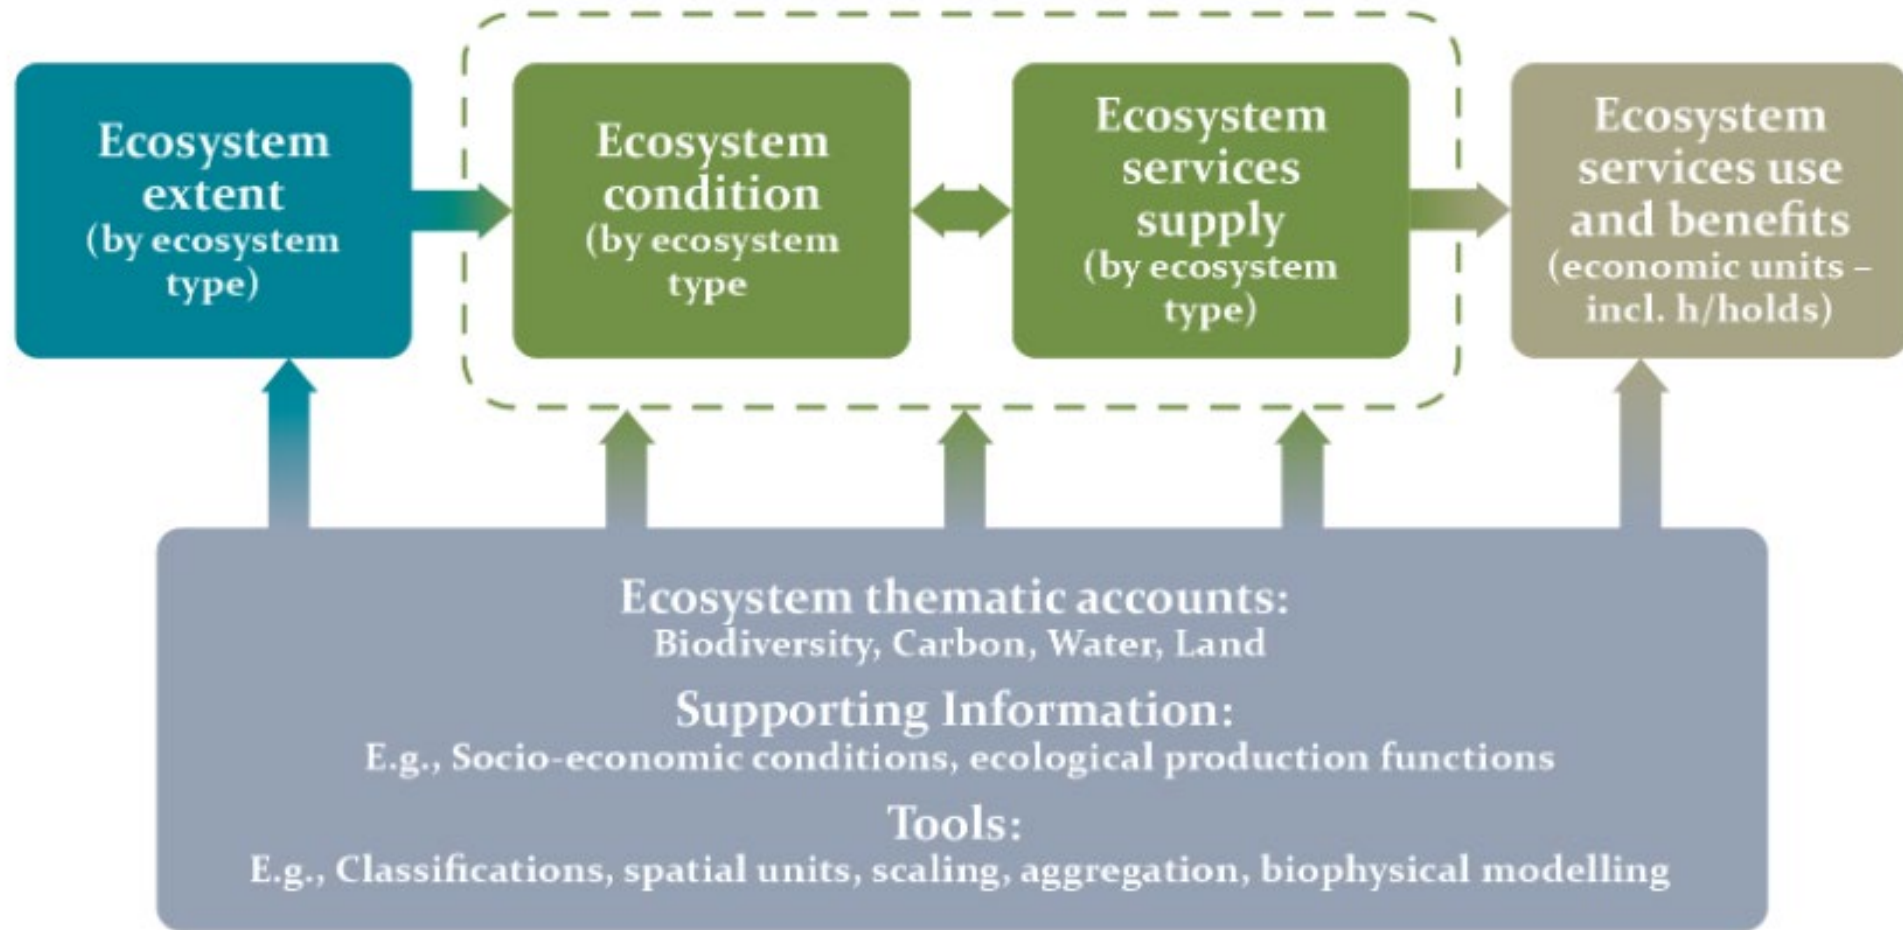 Ecosystem
extent
(by ecosystem
type)
Ecosystem
condition
(by ecosystem
type
Ecosystem
services
supply
(by ecosystem
type)
Ecosystem
services use
and benefits
(economic units –
incl. h/holds)
Ecosystem thematic accounts:
Biodiversity, Carbon, Water, Land
Supporting Information:
E.g., Socio-economic conditions, ecological production functions
Tools:
E.g., Classifications, spatial units, scaling, aggregation, biophysical modelling